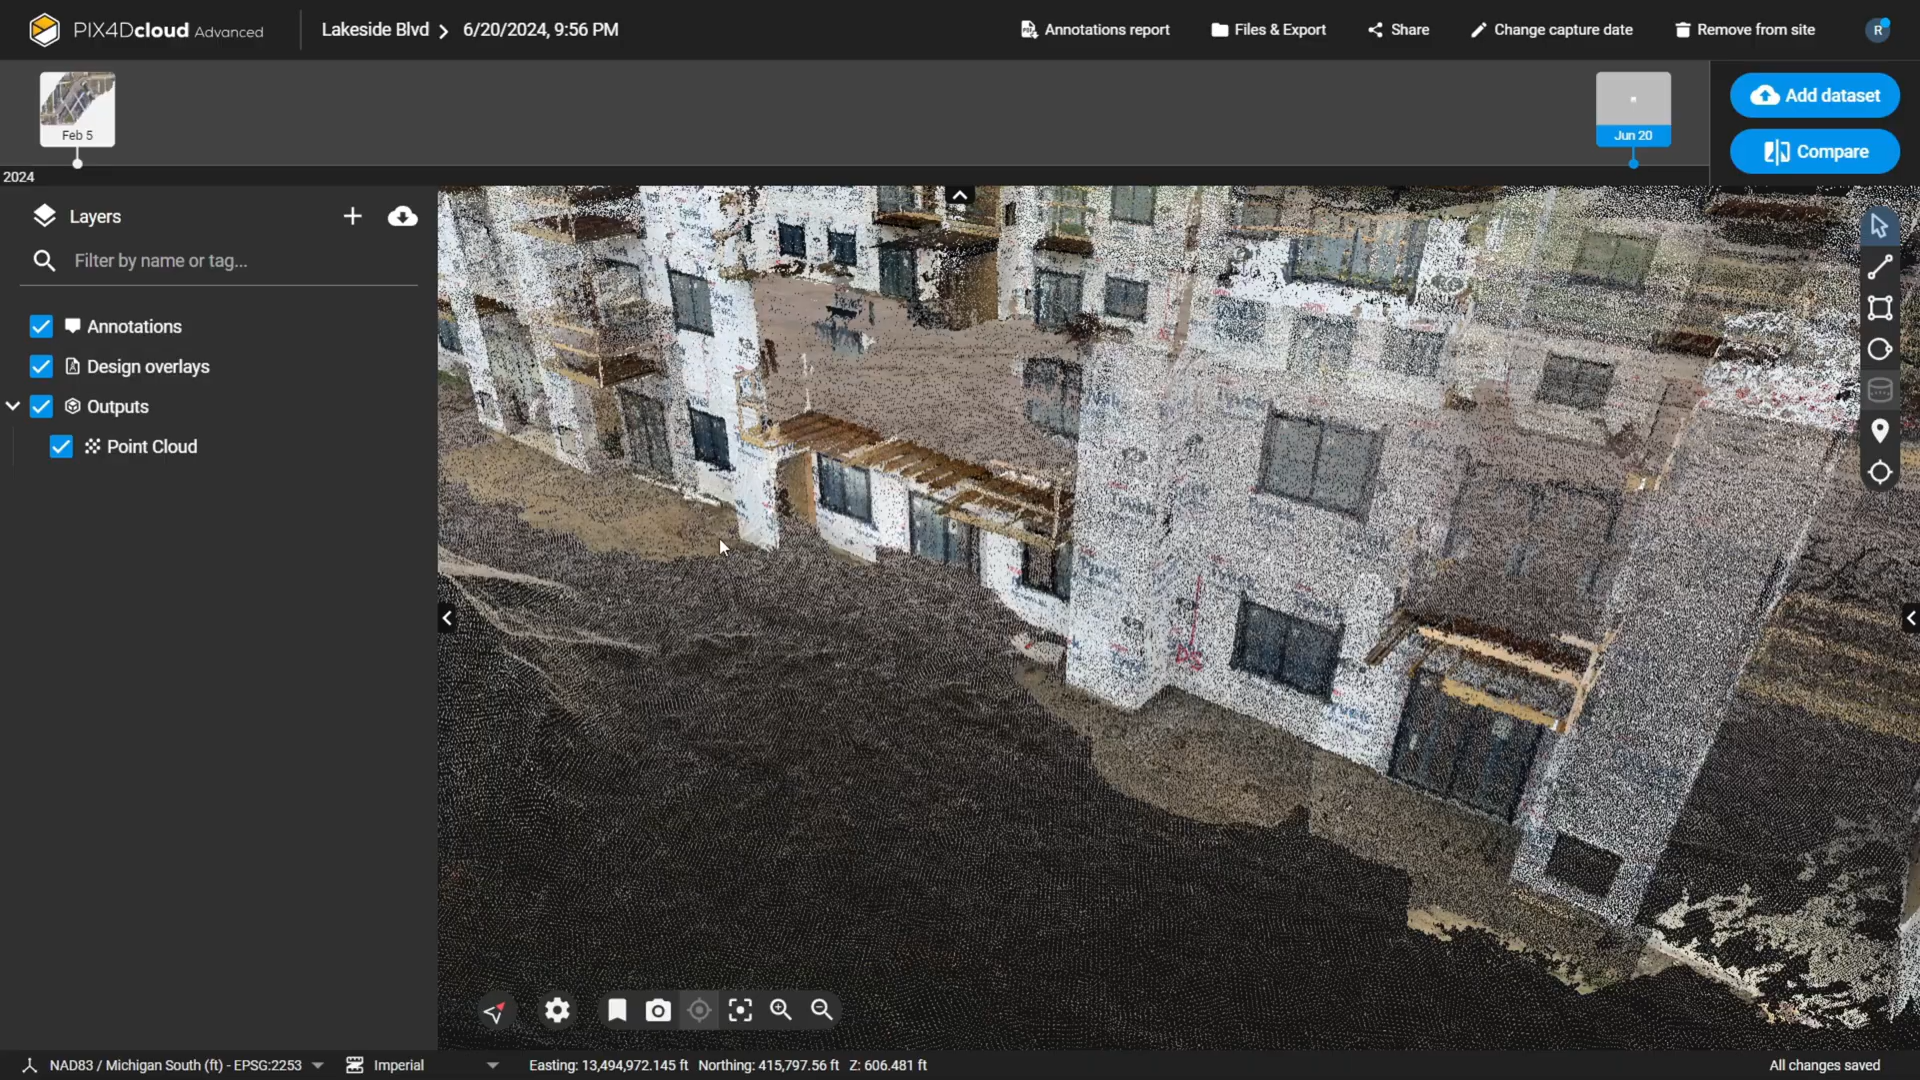 PIX4Dcloud Advanced
Lakeside Blvd > 6/20/2024, 9:56 PM
Annotations report
Files & Export
Share
Change capture date
Remove from site
R
Feb 5
Jun 20
Add dataset
Compare
2024
Layers
Filter by name or tag...
Annotations
Design overlays
Outputs
Point Cloud
NAD83 / Michigan South (ft) - EPSG:2253
Imperial
Easting: 13,494,972.145 ft Northing: 415,797.56 ft Z: 606.481 ft
All changes saved